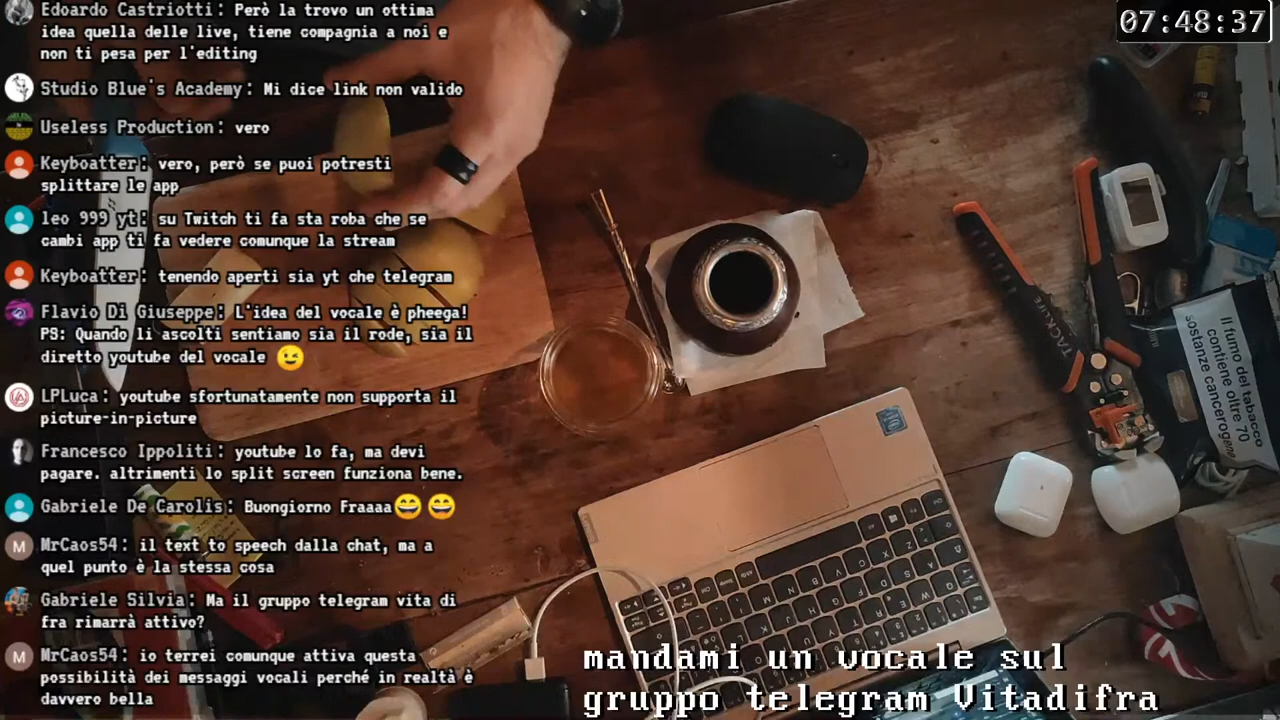 Edoardo Castriotti: Però la trovo un ottima
idea quella delle live, tiene compagnia a noi e
non ti pesa per l'editing
Studio Blue's Academy: Mi dice link non valido
Useless Production: vero
Keyboatter: vero, però se puoi potresti
splittare le app
leo 999 yt: su Twitch ti fa sta roba che se
cambi app ti fa vedere comunque la stream
Keyboatter: tenendo aperti sia yt che telegram
Flavio Di Giuseppe: L'idea del vocale è pheega!
PS: Quando li ascolti sentiamo sia il rode, sia il
diretto youtube del vocale 😉
LPLuca: youtube sfortunatamente non supporta il
picture-in-picture
Francesco Ippoliti: youtube lo fa, ma devi
pagare. altrimenti lo split screen funziona bene.
Gabriele De Carolis: Buongiorno Fraaaa😄😄
M MrCaos54: il text to speech dalla chat, ma a
quel punto è la stessa cosa
Gabriele Silvia: Ma il gruppo telegram vita di
fra rimarrà attivo?
M MrCaos54: io terrei comunque attiva questa
possibilità dei messaggi vocali perché in realtà è
davvero bella
07:48:37
TACKLIFE
Il fumo del tabacco
contiene oltre 70
sostanze cancerogene
mandami un vocale sul
gruppo telegram Vitadifra